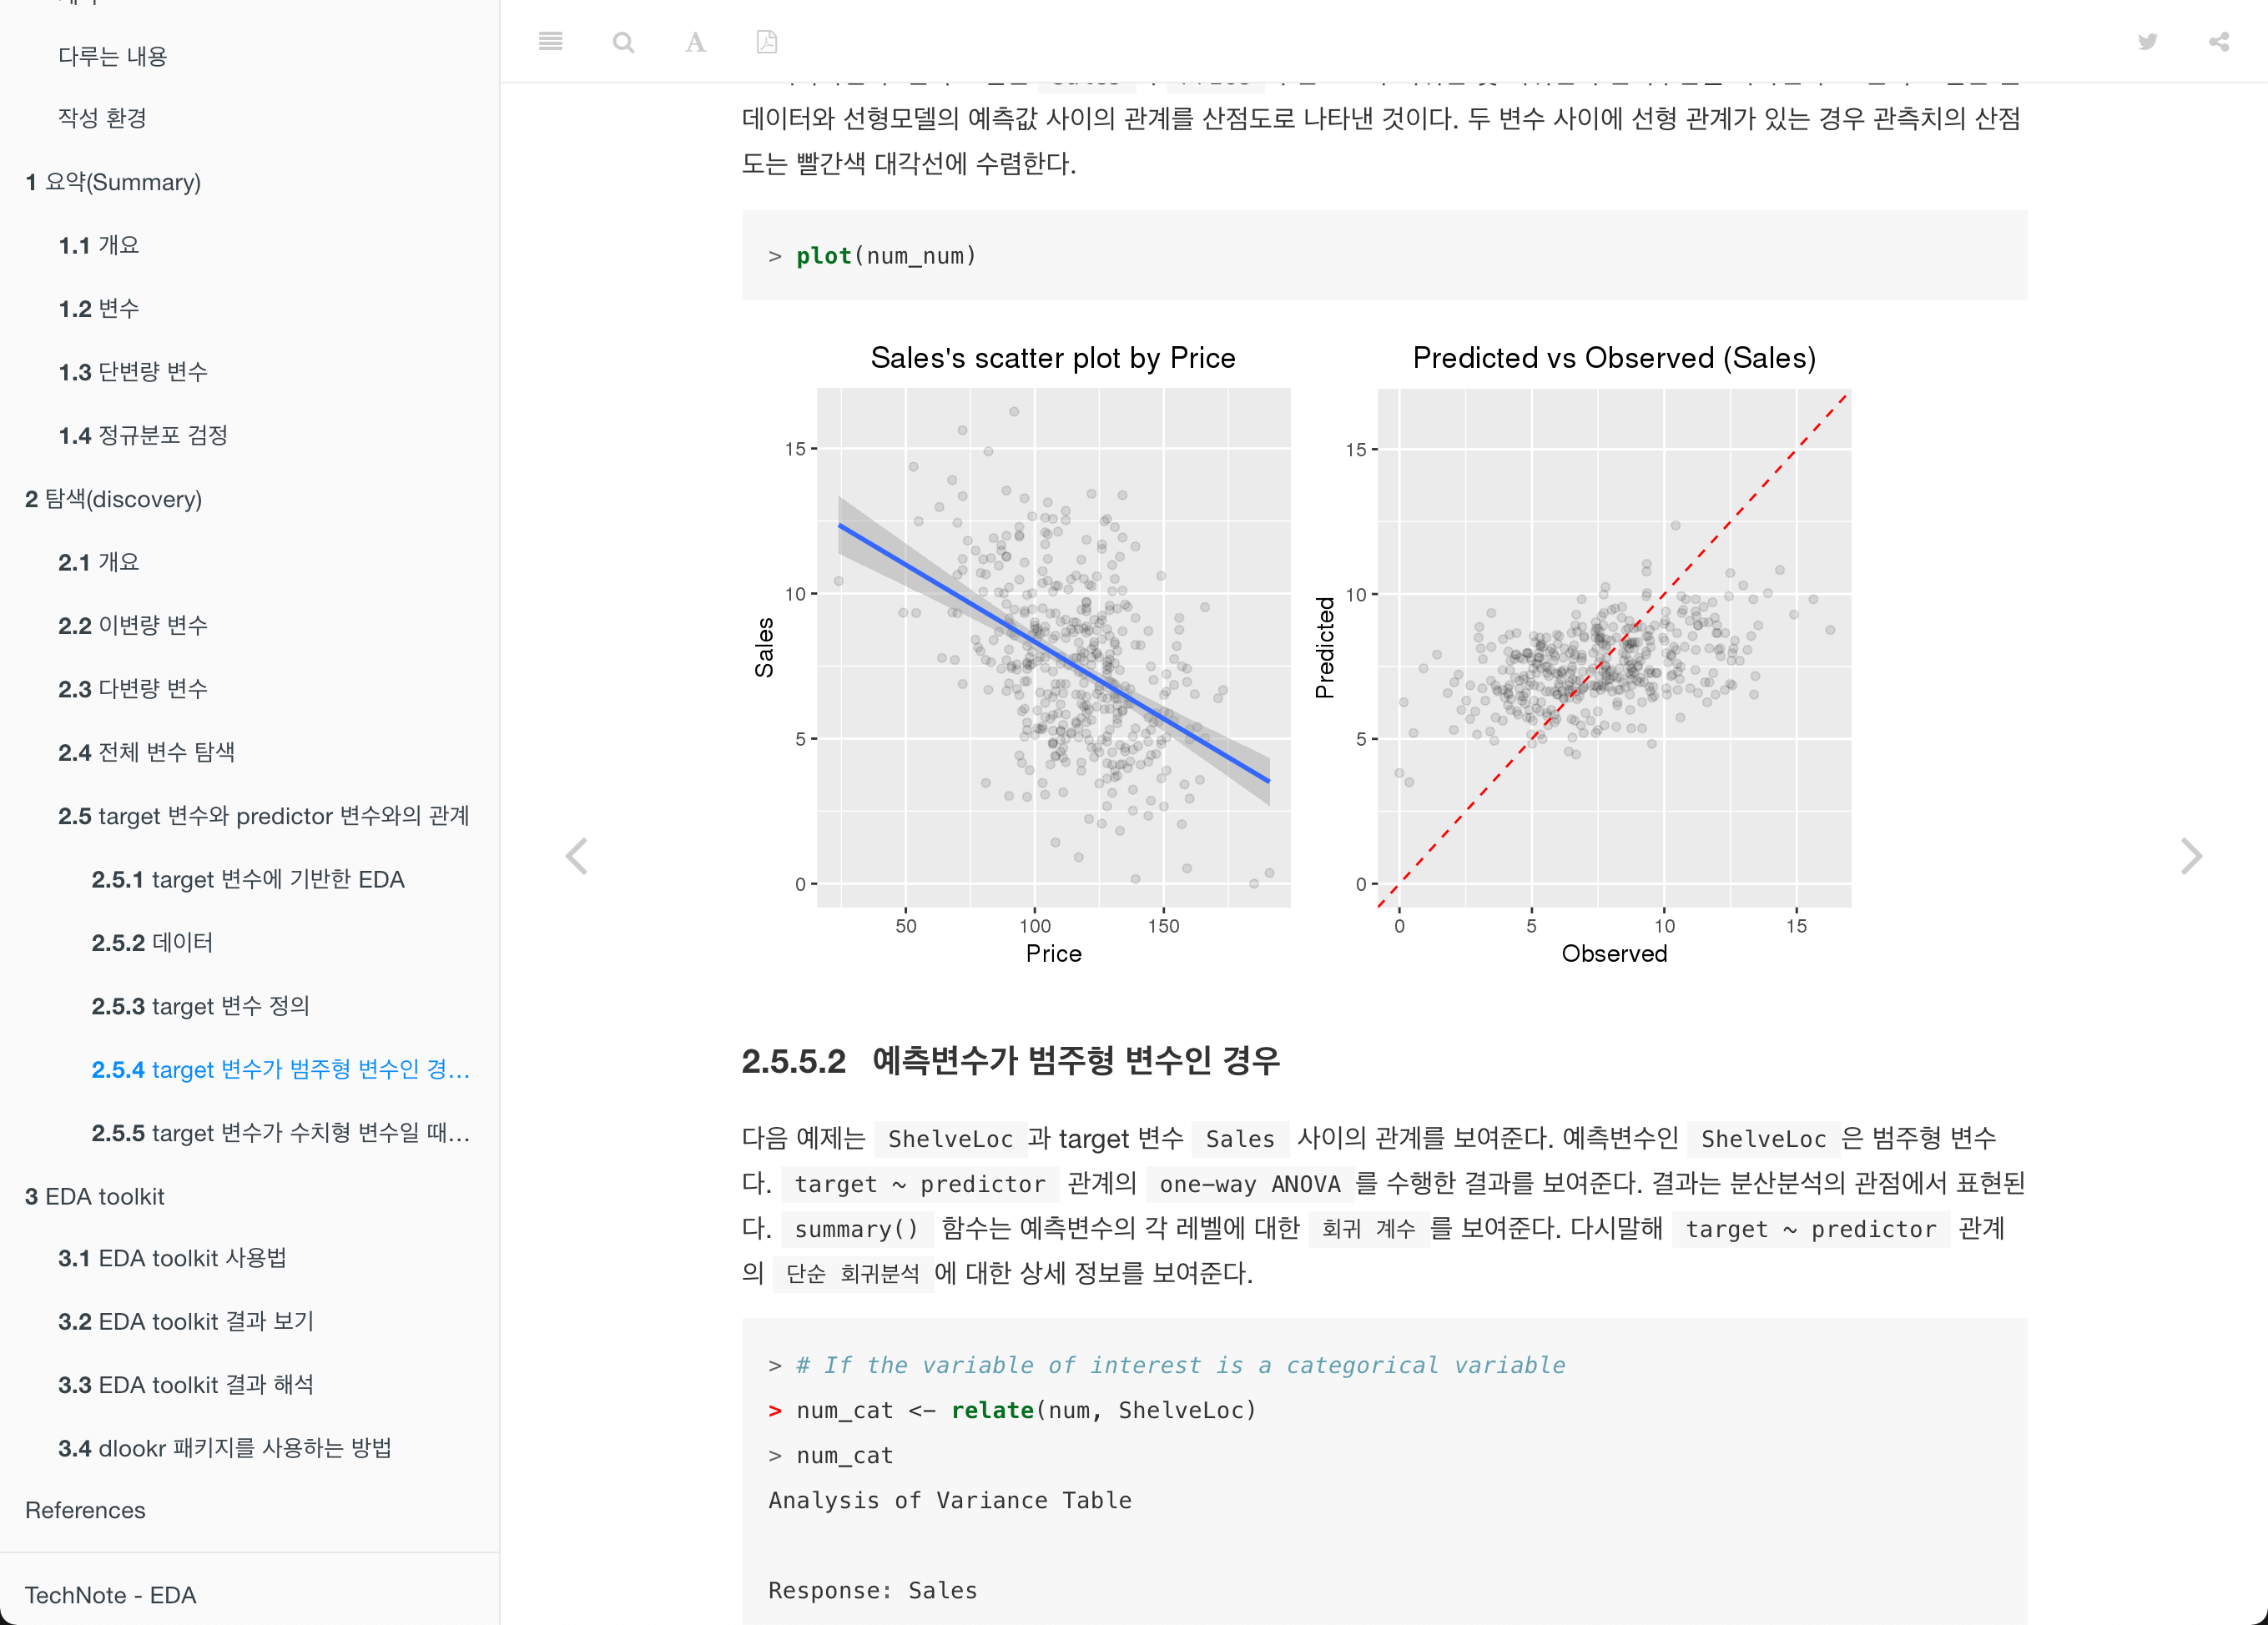 다루는 내용
작성 환경
1 요약(Summary)
1.1 개요
1.2 변수
1.3 단변량 변수
1.4 정규분포 검정
2 탐색(discovery)
2.1 개요
2.2 이변량 변수
2.3 다변량 변수
2.4 전체 변수 탐색
2.5 target 변수와 predictor 변수와의 관계
2.5.1 target 변수에 기반한 EDA
2.5.2 데이터
2.5.3 target 변수 정의
2.5.4 target 변수가 범주형 변수인 경…
2.5.5 target 변수가 수치형 변수일 때…
3 EDA toolkit
3.1 EDA toolkit 사용법
3.2 EDA toolkit 결과 보기
3.3 EDA toolkit 결과 해석
3.4 dlookr 패키지를 사용하는 방법
References
TechNote - EDA
데이터와 선형모델의 예측값 사이의 관계를 산점도로 나타낸 것이다. 두 변수 사이에 선형 관계가 있는 경우 관측치의 산점
도는 빨간색 대각선에 수렴한다.
> plot(num_num)
Sales's scatter plot by Price
15
10
5
0
Sales
50 100 150
Price
Predicted vs Observed (Sales)
15
10
5
0
Predicted
0 5 10 15
Observed
2.5.5.2 예측변수가 범주형 변수인 경우
다음 예제는 ShelveLoc 과 target 변수 Sales 사이의 관계를 보여준다. 예측변수인 ShelveLoc 은 범주형 변수
다. target ~ predictor 관계의 one-way ANOVA 를 수행한 결과를 보여준다. 결과는 분산분석의 관점에서 표현된
다. summary() 함수는 예측변수의 각 레벨에 대한 회귀 계수 를 보여준다. 다시말해 target ~ predictor 관계
의 단순 회귀분석 에 대한 상세 정보를 보여준다.
> # If the variable of interest is a categorical variable
> num_cat <- relate(num, ShelveLoc)
> num_cat
Analysis of Variance Table
Response: Sales